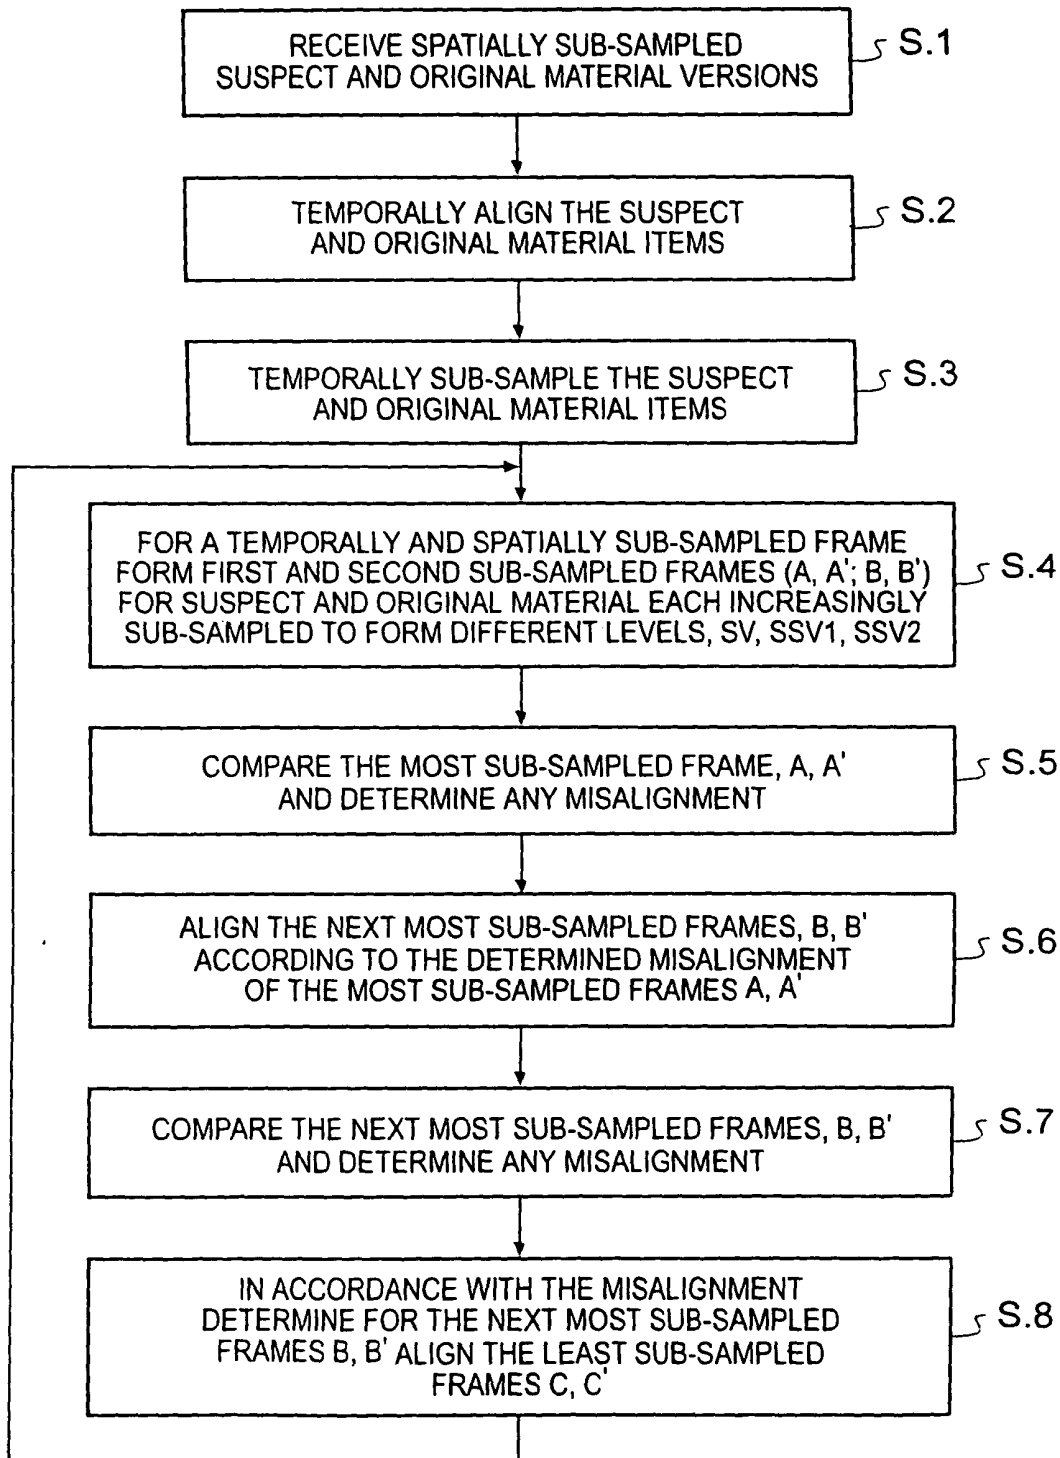 RECEIVE SPATIALLY SUB-SAMPLED
SUSPECT AND ORIGINAL MATERIAL VERSIONS
S.1
TEMPORALLY ALIGN THE SUSPECT
AND ORIGINAL MATERIAL ITEMS
S.2
TEMPORALLY SUB-SAMPLE THE SUSPECT
AND ORIGINAL MATERIAL ITEMS
S.3
FOR A TEMPORALLY AND SPATIALLY SUB-SAMPLED FRAME
FORM FIRST AND SECOND SUB-SAMPLED FRAMES (A, A'; B, B')
FOR SUSPECT AND ORIGINAL MATERIAL EACH INCREASINGLY
SUB-SAMPLED TO FORM DIFFERENT LEVELS, SV, SSV1, SSV2
S.4
COMPARE THE MOST SUB-SAMPLED FRAME, A, A'
AND DETERMINE ANY MISALIGNMENT
S.5
ALIGN THE NEXT MOST SUB-SAMPLED FRAMES, B, B'
ACCORDING TO THE DETERMINED MISALIGNMENT
OF THE MOST SUB-SAMPLED FRAMES A, A'
S.6
COMPARE THE NEXT MOST SUB-SAMPLED FRAMES, B, B'
AND DETERMINE ANY MISALIGNMENT
S.7
IN ACCORDANCE WITH THE MISALIGNMENT
DETERMINE FOR THE NEXT MOST SUB-SAMPLED
FRAMES B, B' ALIGN THE LEAST SUB-SAMPLED
FRAMES C, C'
S.8